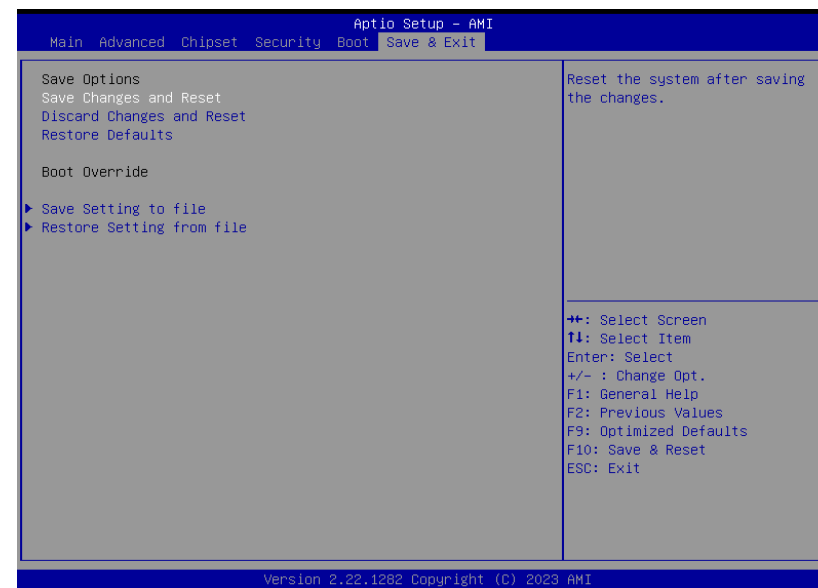 Aptio Setup – AMI
Main Advanced Chipset Security Boot Save & Exit
Save Options
Save Changes and Reset
Discard Changes and Reset
Restore Defaults
Boot Override
▶ Save Setting to file
▶ Restore Setting from file
Reset the system after saving
the changes.
→←: Select Screen
↑↓: Select Item
Enter: Select
+/- : Change Opt.
F1: General Help
F2: Previous Values
F9: Optimized Defaults
F10: Save & Reset
ESC: Exit
Version 2.22.1282 Copyright (C) 2023 AMI